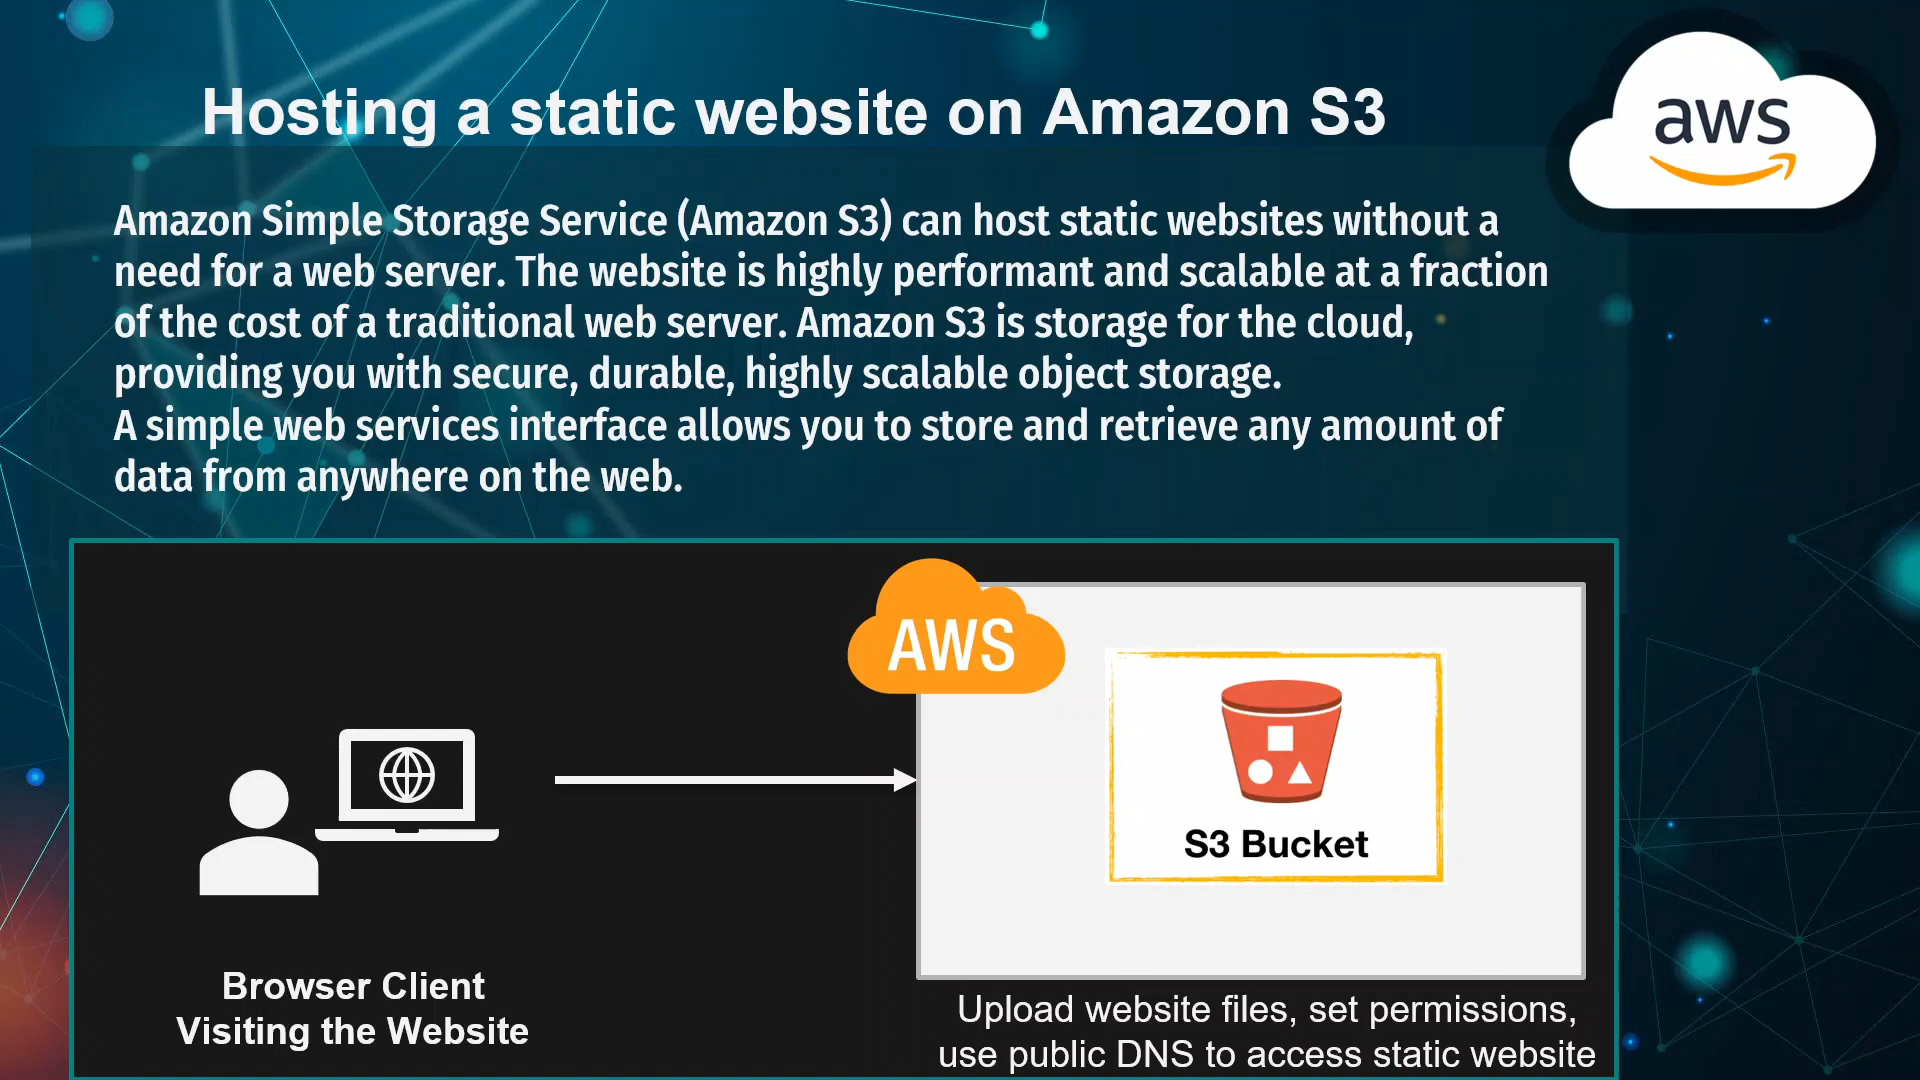 Hosting a static website on Amazon S3
aws
Amazon Simple Storage Service (Amazon S3) can host static websites without a
need for a web server. The website is highly performant and scalable at a fraction
of the cost of a traditional web server. Amazon S3 is storage for the cloud,
providing you with secure, durable, highly scalable object storage.
A simple web services interface allows you to store and retrieve any amount of
data from anywhere on the web.
AWS
S3 Bucket
Browser Client
Visiting the Website
Upload website files, set permissions,
use public DNS to access static website